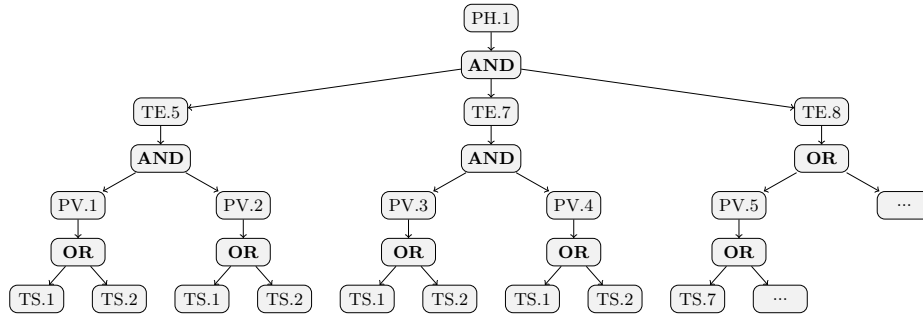 PH.1
AND
TE.5 TE.7 TE.8
AND AND OR
PV.1 PV.2 PV.3 PV.4 PV.5 ...
OR OR OR OR OR
TS.1 TS.2 TS.1 TS.2 TS.1 TS.2 TS.1 TS.2 TS.7 ...